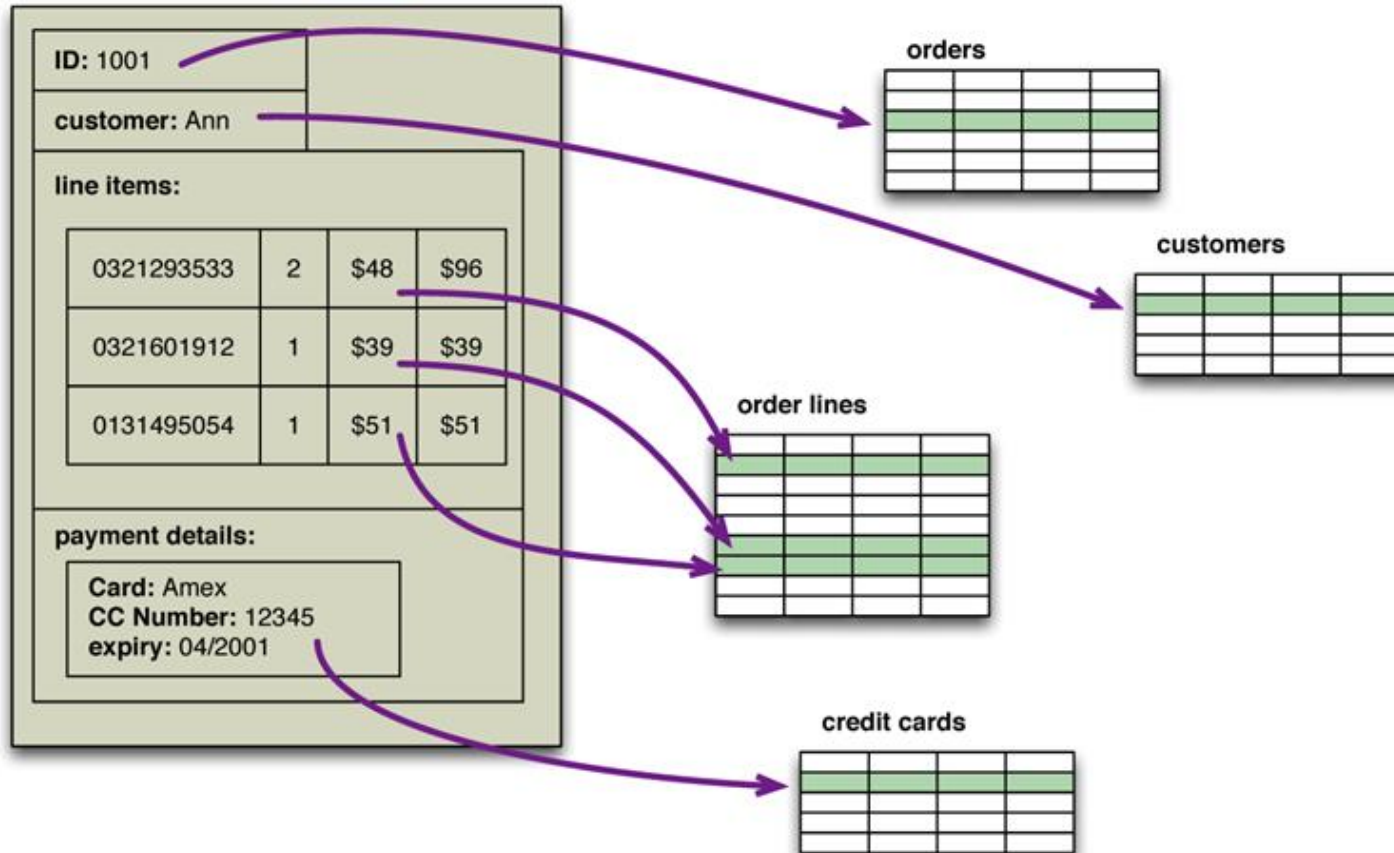 ID: 1001
customer: Ann
line items:
0321293533 2 $48 $96
0321601912 1 $39 $39
0131495054 1 $51 $51
payment details:
Card: Amex
CC Number: 12345
expiry: 04/2001
orders
customers
order lines
credit cards